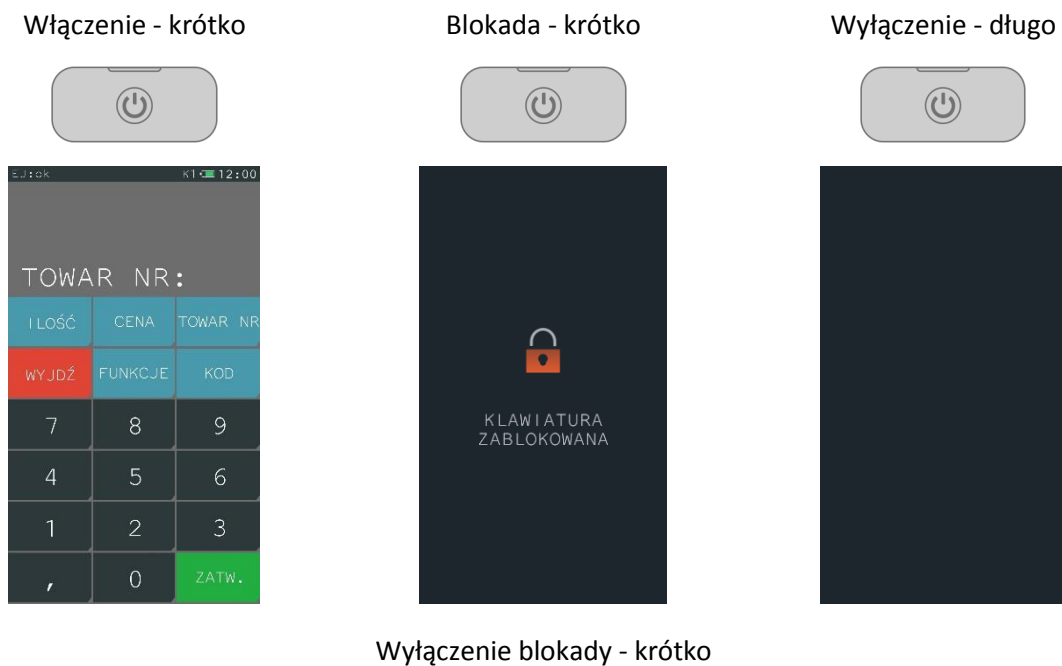 Włączenie - krótko
Blokada - krótko
Wyłączenie - długo
EJ:ok
K1 12:00
TOWAR NR:
ILOŚĆ
CENA
TOWAR NR
WYJDŹ
FUNKCJE
KOD
7
8
9
4
5
6
1
2
3
,
0
ZATW.
KLAWIATURA
ZABLOKOWANA
Wyłączenie blokady - krótko